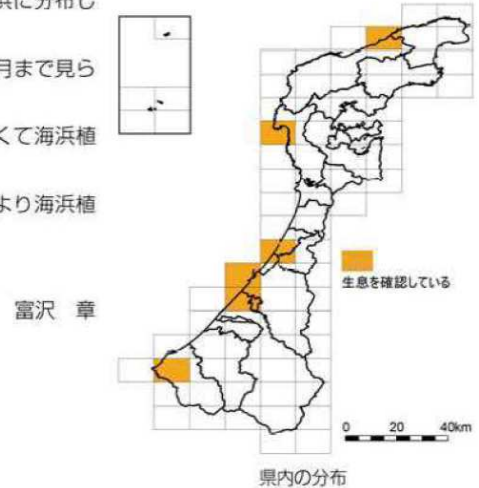 浜に分布し
月まで見ら
くて海浜植
より海浜植
富沢 章
生息を確認している
0 20 40km
県内の分布